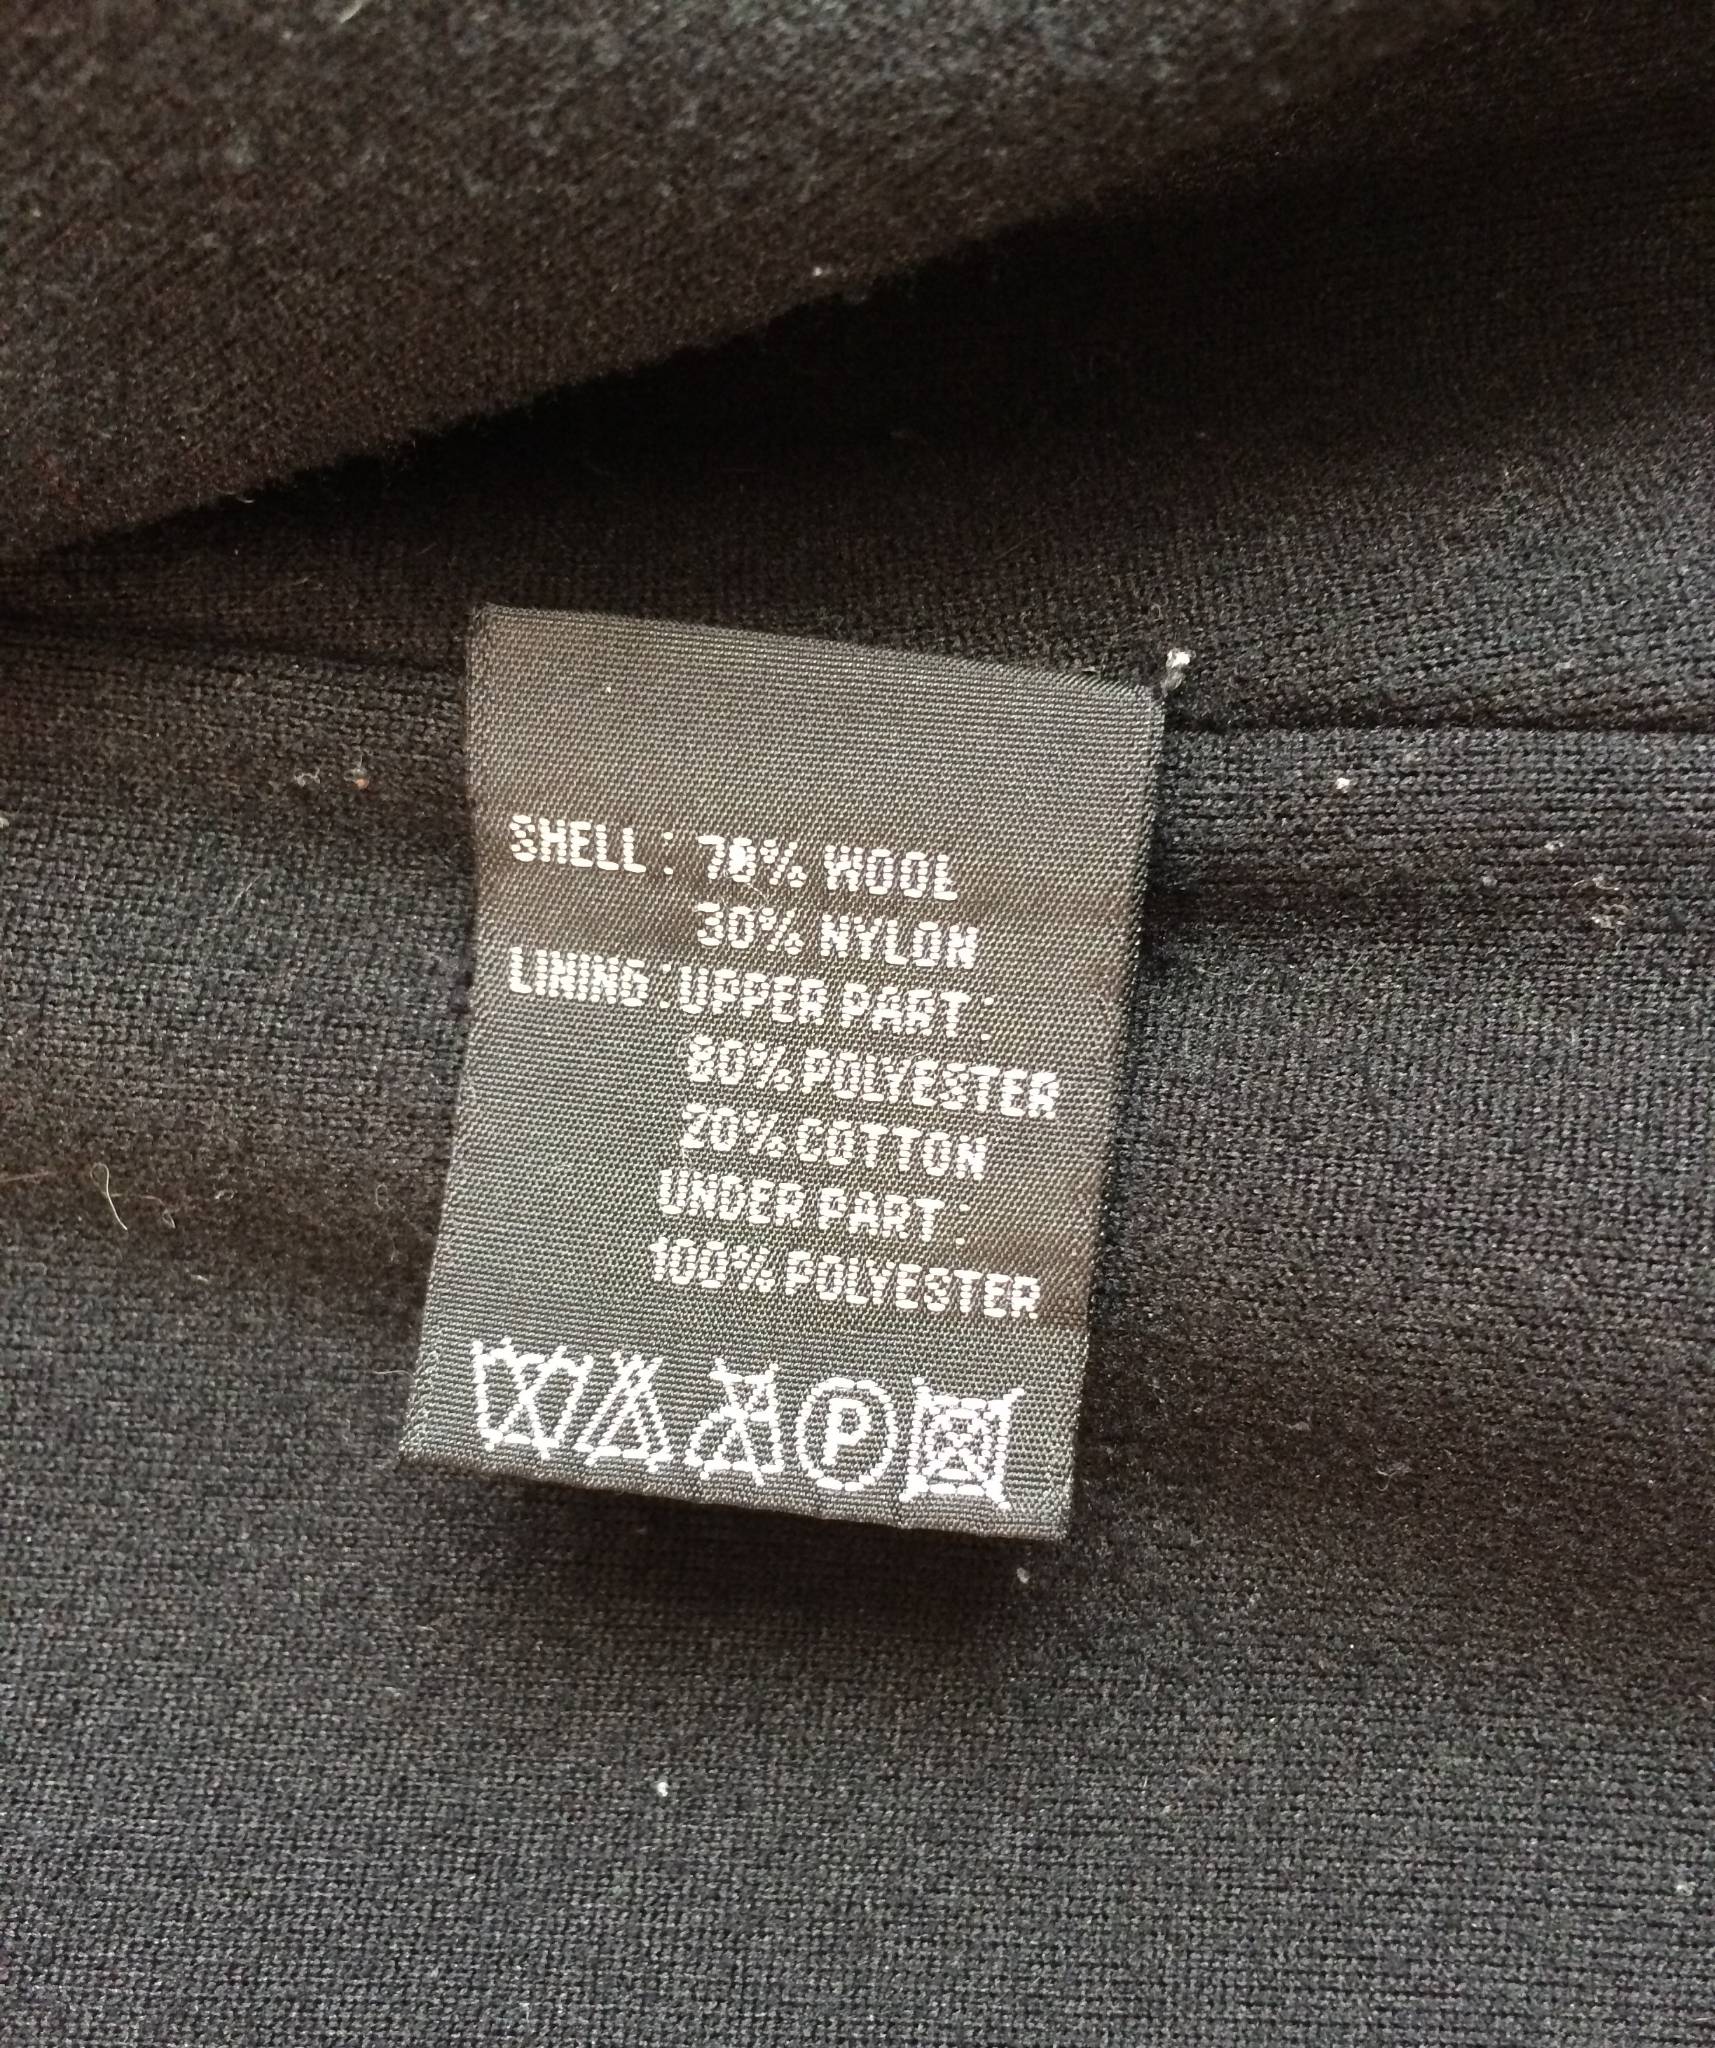 SHELL : 70% WOOL
30% NYLON
LINING : UPPER PART :
80% POLYESTER
20% COTTON
UNDER PART :
100% POLYESTER
P